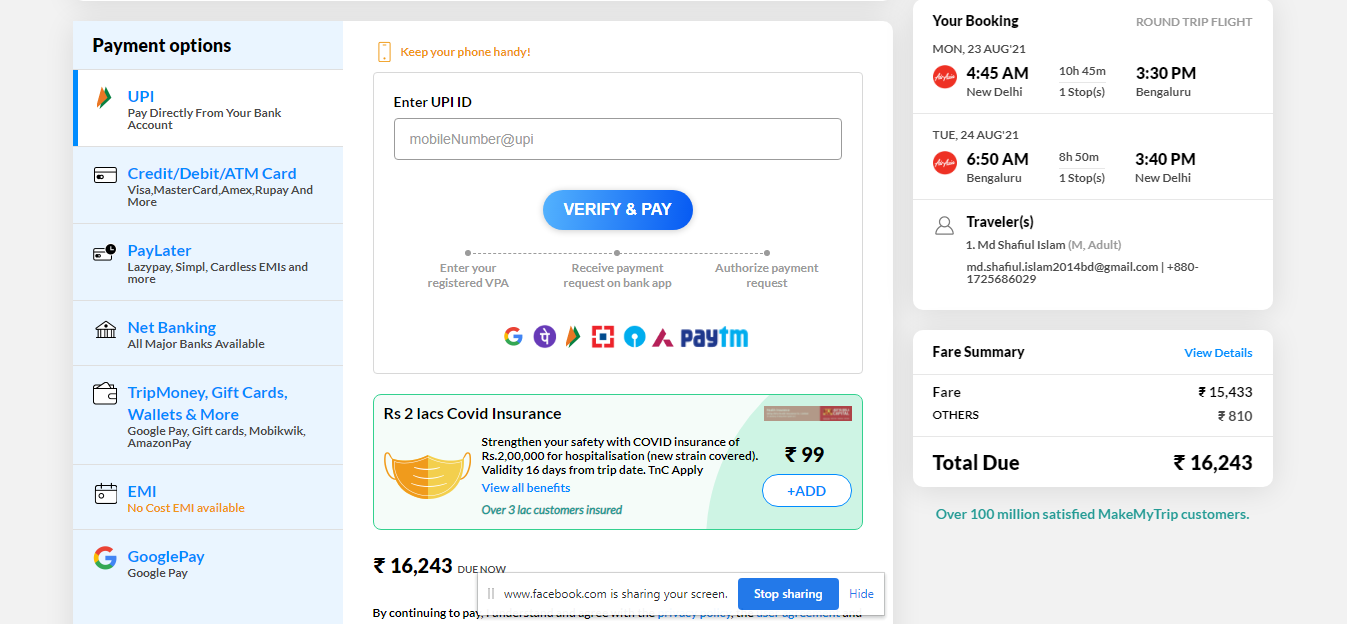 Payment options
UPI
Pay Directly From Your Bank
Account
Credit/Debit/ATM Card
Visa,MasterCard,Amex,Rupay And
More
PayLater
Lazypay, Simpl, Cardless EMIs and
more
Net Banking
All Major Banks Available
TripMoney, Gift Cards,
Wallets & More
Google Pay, Gift cards, Mobikwik,
AmazonPay
EMI
No Cost EMI available
GooglePay
Google Pay
Keep your phone handy!
Enter UPI ID
mobileNumber@upi
VERIFY & PAY
Enter your
registered VPA
Receive payment
request on bank app
Authorize payment
request
paytm
Rs 2 lacs Covid Insurance
Strengthen your safety with COVID insurance of
Rs.2,00,000 for hospitalisation (new strain covered).
Validity 16 days from trip date. TnC Apply
View all benefits
Over 3 lac customers insured
₹ 99
+ADD
₹ 16,243 DUE NOW
By continuing to pay, I understand and agree with the privacy policy, the user agreement and
www.facebook.com is sharing your screen.
Stop sharing
Hide
Your Booking
ROUND TRIP FLIGHT
MON, 23 AUG'21
AirAsia
4:45 AM 10h 45m 3:30 PM
New Delhi 1 Stop(s) Bengaluru
TUE, 24 AUG'21
AirAsia
6:50 AM 8h 50m 3:40 PM
Bengaluru 1 Stop(s) New Delhi
Traveler(s)
1. Md Shafiul Islam (M, Adult)
md.shafiul.islam2014bd@gmail.com | +880-
1725686029
Fare Summary
View Details
Fare ₹ 15,433
OTHERS ₹ 810
Total Due ₹ 16,243
Over 100 million satisfied MakeMyTrip customers.